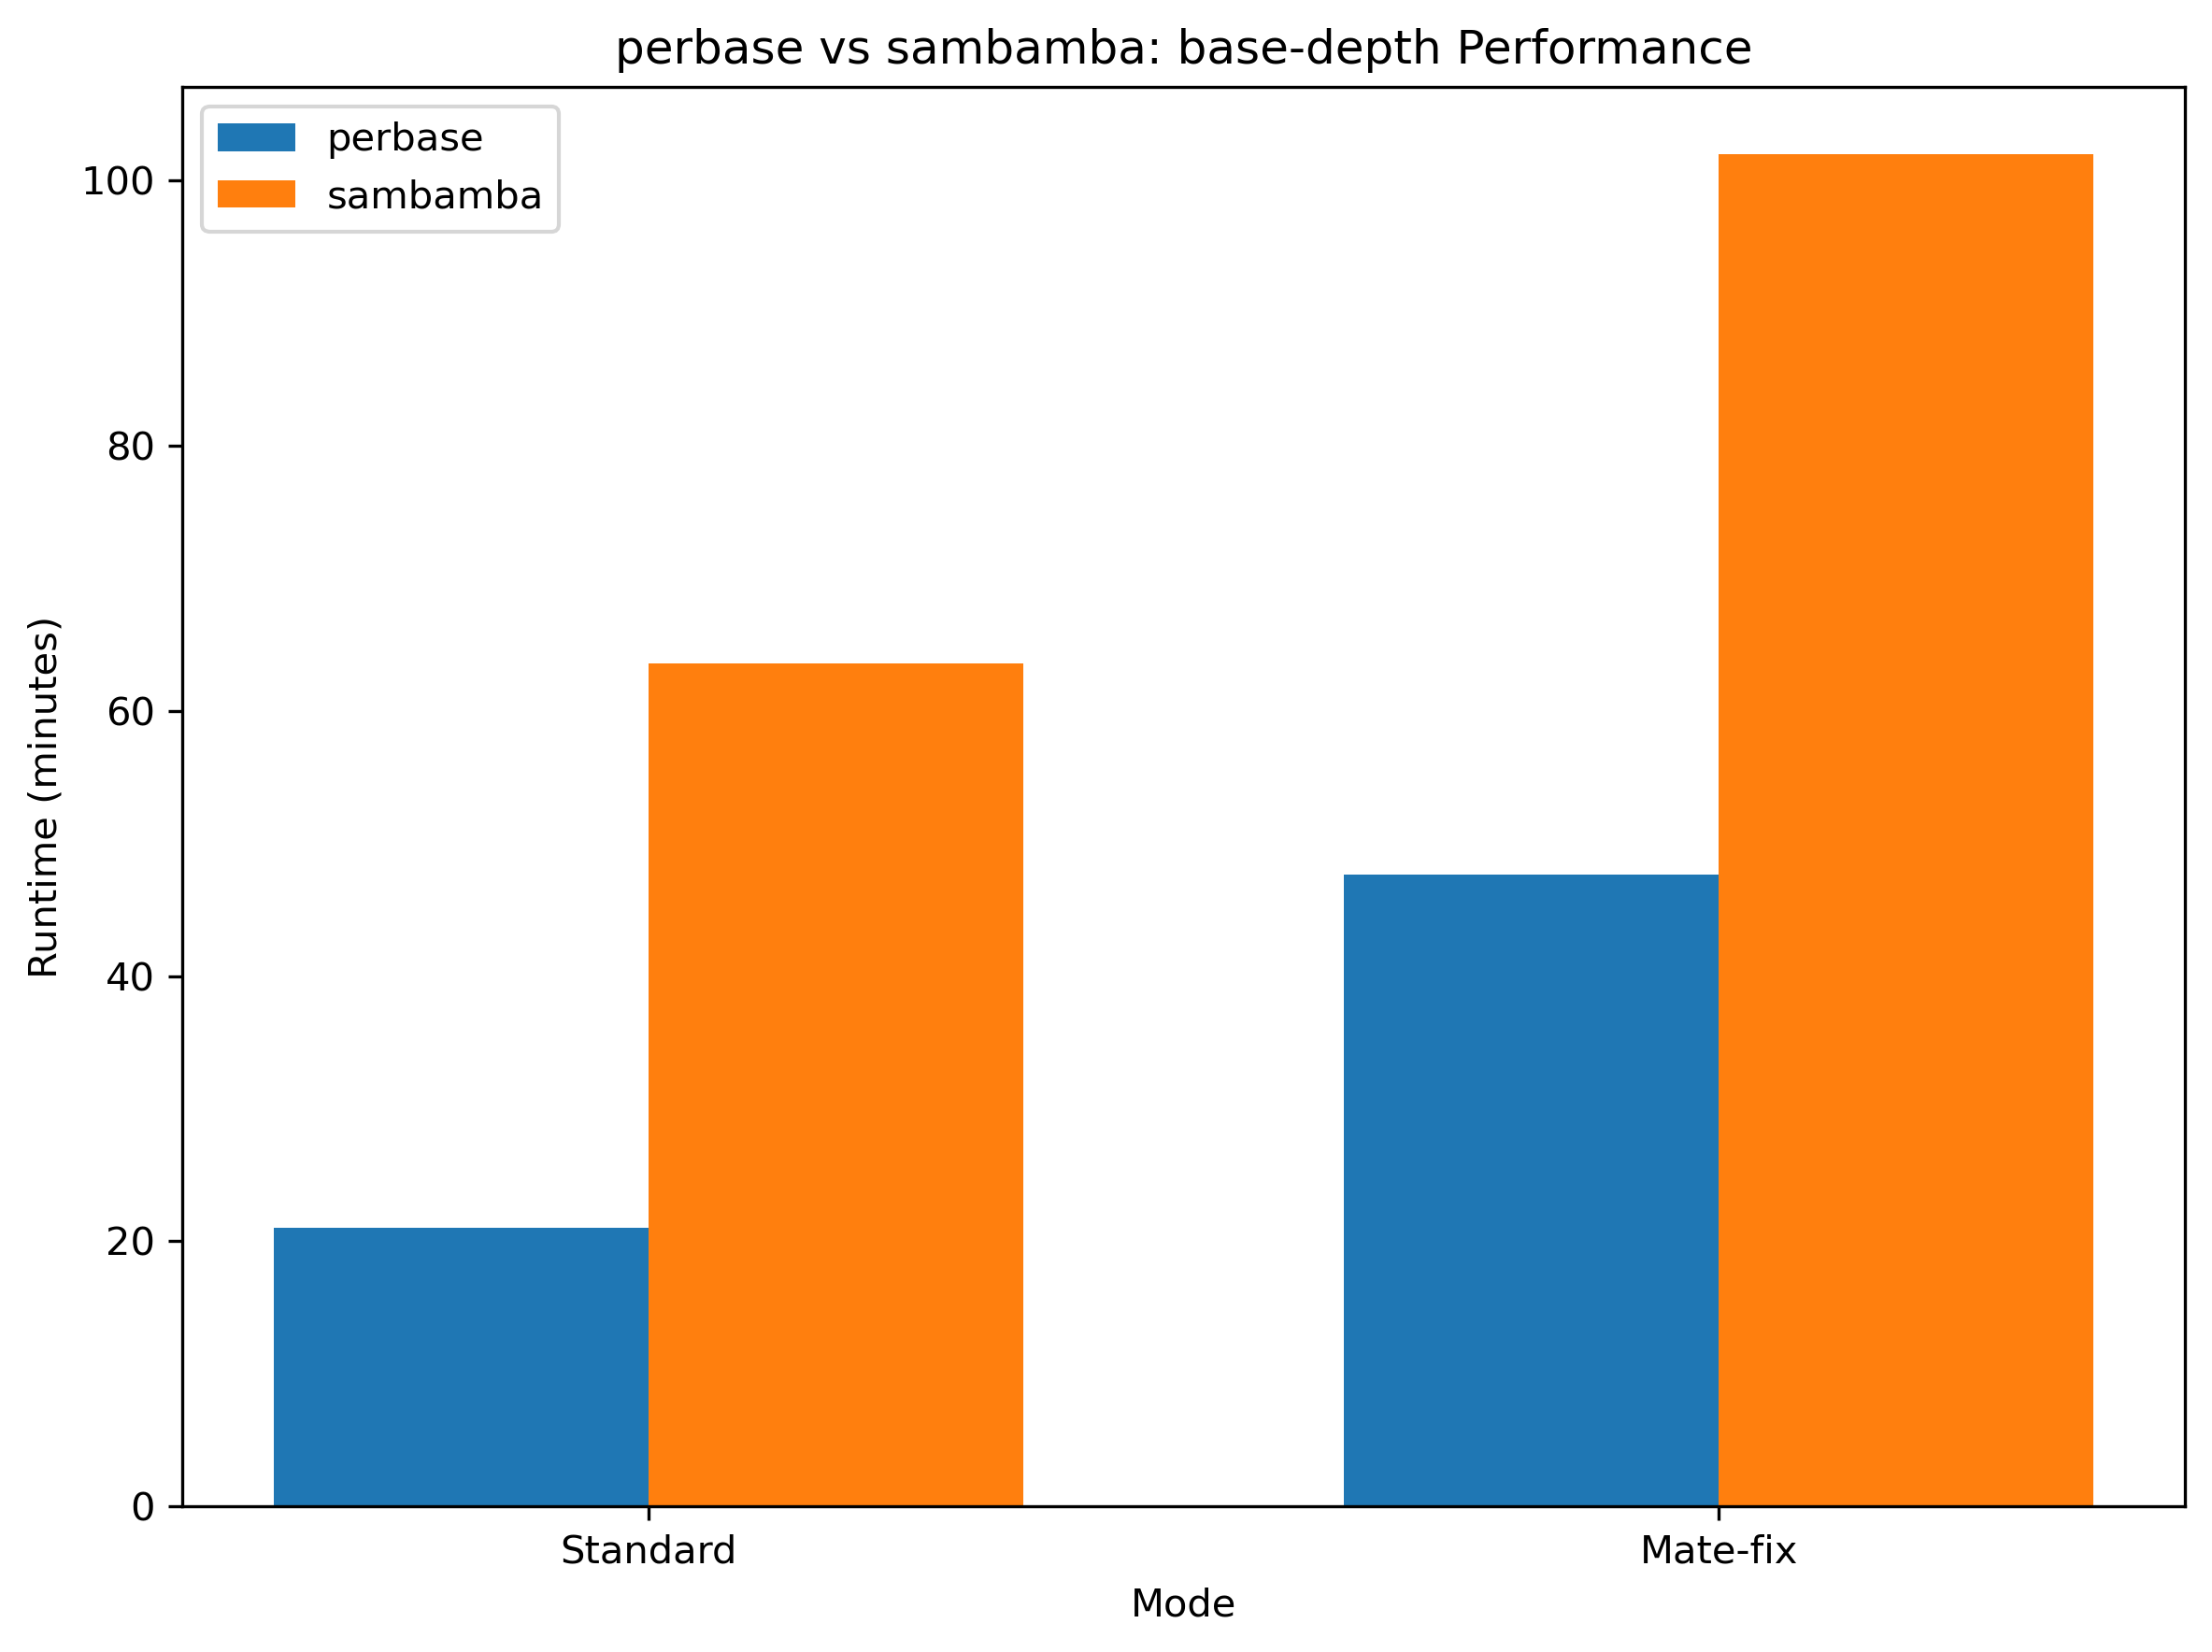 perbase vs sambamba: base-depth Performance
perbase
sambamba
Runtime (minutes)
100
80
60
40
20
0
Standard
Mate-fix
Mode